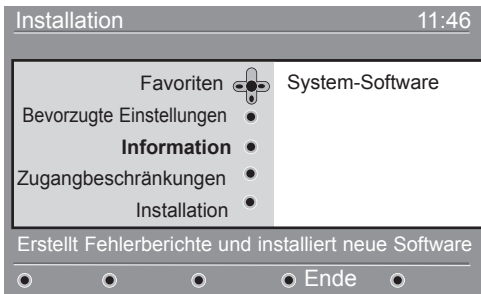 Installation 11:46
Favoriten System-Software
Bevorzugte Einstellungen
Information
Zugangbeschränkungen
Installation
Erstellt Fehlerberichte und installiert neue Software
Ende